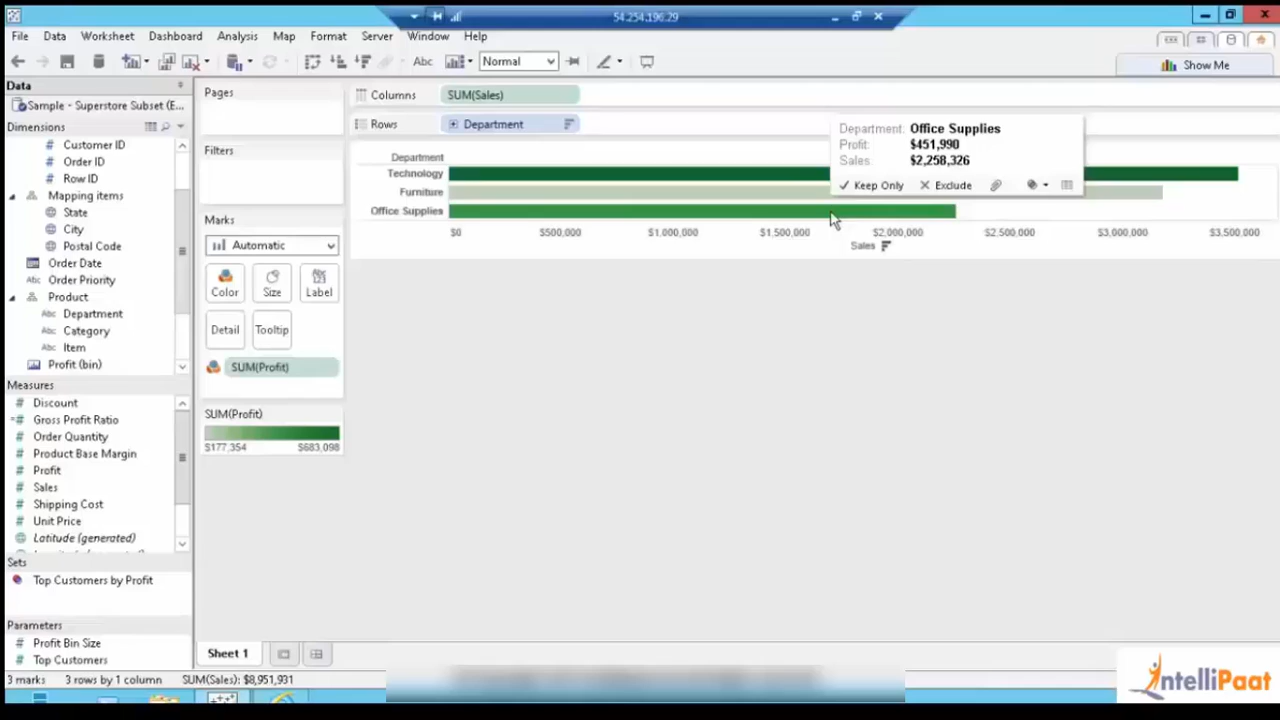 54.254.196.29
File Data Worksheet Dashboard Analysis Map Format Server Window Help
Abc Normal Show Me
Data
Sample - Superstore Subset (E...
Dimensions
Customer ID
Order ID
Row ID
Mapping items
State
City
Postal Code
Order Date
Abc Order Priority
Product
Abc Department
Abc Category
Abc Item
Profit (bin)
Measures
Discount
Gross Profit Ratio
Order Quantity
Product Base Margin
Profit
Sales
Shipping Cost
Unit Price
Latitude (generated)
Sets
Top Customers by Profit
Parameters
Profit Bin Size
Top Customers
Pages
Filters
Marks
Automatic
Color Size Label
Detail Tooltip
SUM(Profit)
SUM(Profit)
$177,354 $683,098
Columns SUM(Sales)
Rows Department
Department
Technology
Furniture
Office Supplies
$0 $500,000 $1,000,000 $1,500,000 $2,000,000 $2,500,000 $3,000,000 $3,500,000
Sales
Department: Office Supplies
Profit: $451,990
Sales: $2,258,326
Keep Only Exclude
Sheet 1
3 marks 3 rows by 1 column SUM(Sales): $8,951,931
IntelliPaat